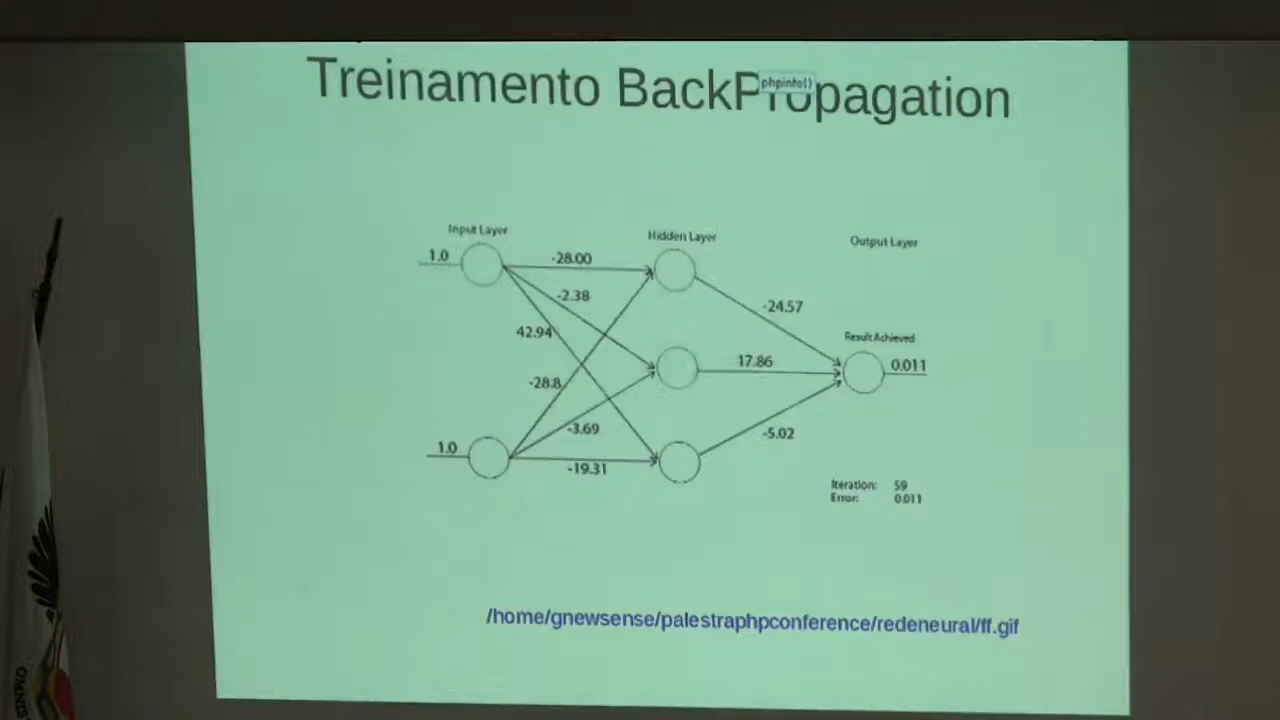 Treinamento BackPropagation
phpinfo()
Input Layer
Hidden Layer
Output Layer
1.0
-28.00
-2.38
42.94
-24.57
Result Achieved
17.86
0.011
-28.8
1.0
-3.69
-5.02
-19.31
Iteration: 59
Error: 0.011
/home/gnewsense/palestraphpconference/redeneural/ff.gif
OMNIS